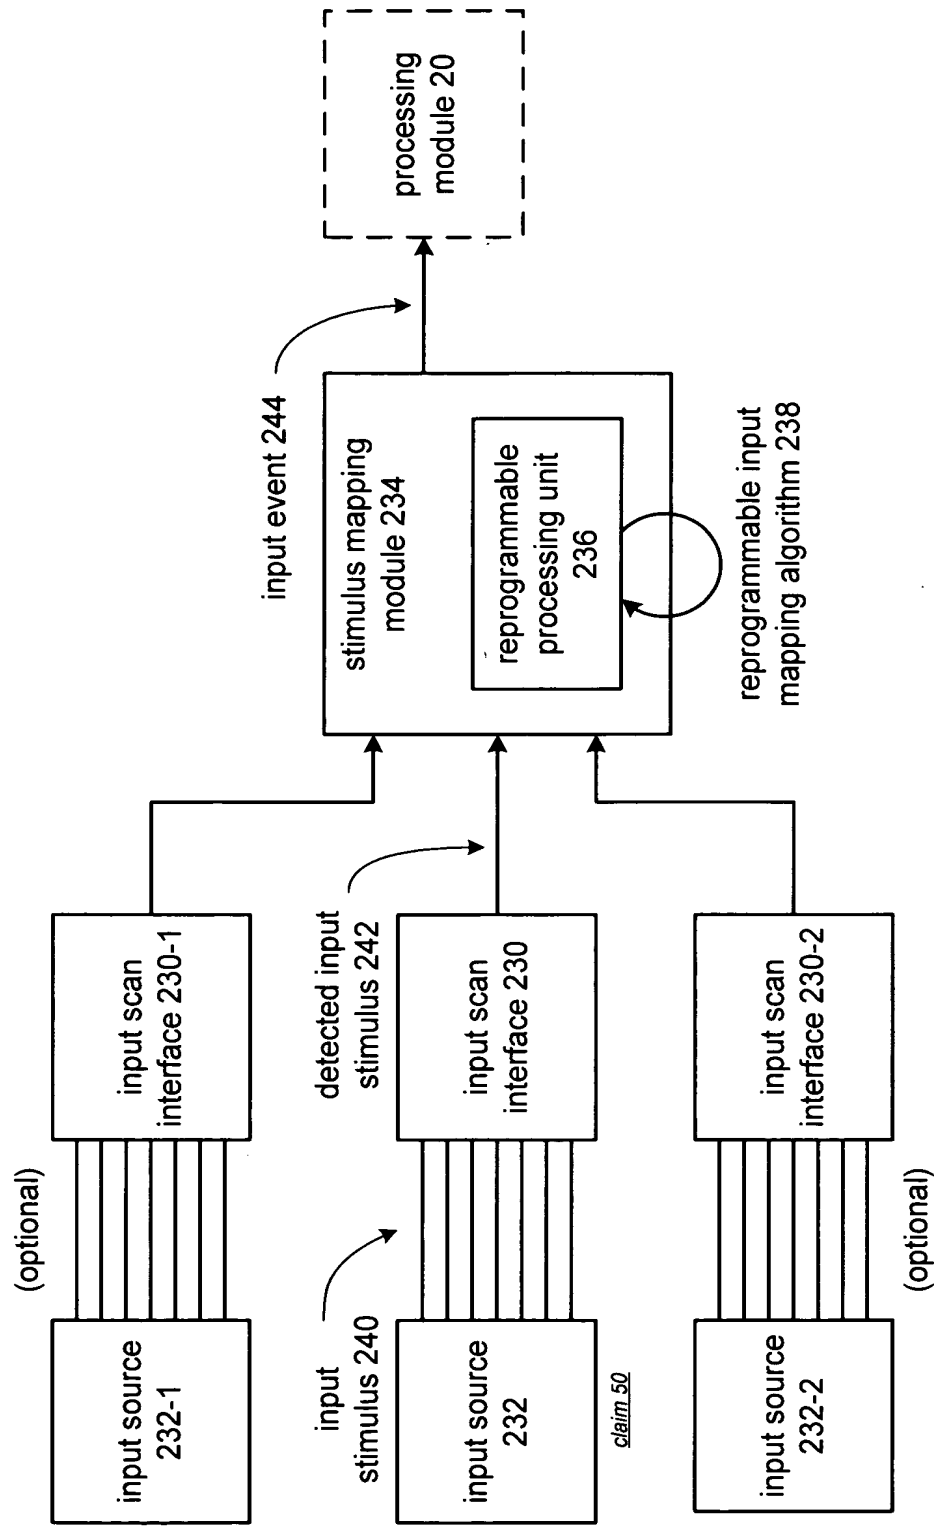 (optional)
input source
232-1
input scan
interface 230-1
input
stimulus 240
detected input
stimulus 242
input event 244
input source
232
input scan
interface 230
stimulus mapping
module 234
reprogrammable
processing unit
236
processing
module 20
claim 50
reprogrammable input
mapping algorithm 238
input source
232-2
input scan
interface 230-2
(optional)